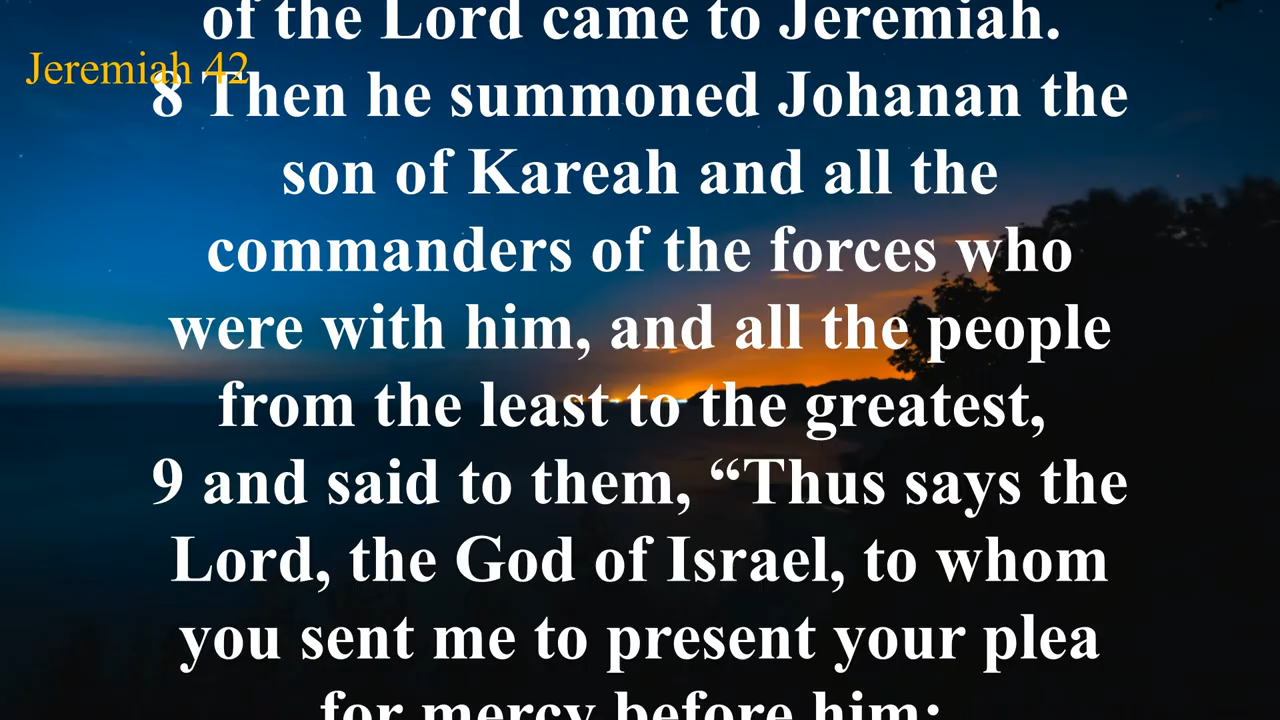 of the Lord came to Jeremiah.
Jeremiah 42
8 Then he summoned Johanan the
son of Kareah and all the
commanders of the forces who
were with him, and all the people
from the least to the greatest,
9 and said to them, “Thus says the
Lord, the God of Israel, to whom
you sent me to present your plea
for mercy before him: